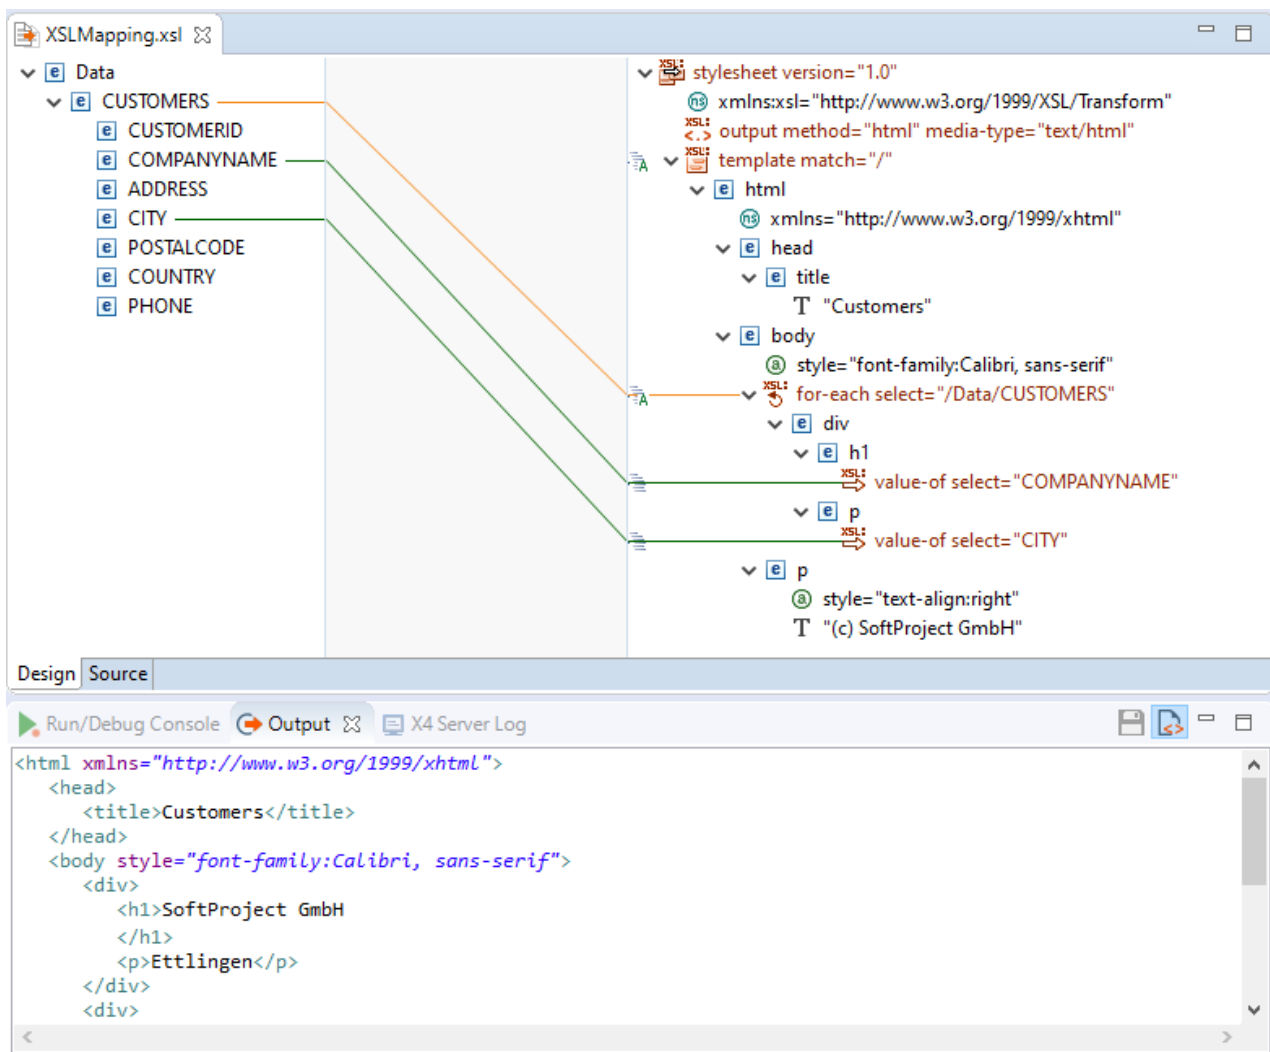 XSLMapping.xsl
Data
CUSTOMERS
CUSTOMERID
COMPANYNAME
ADDRESS
CITY
POSTALCODE
COUNTRY
PHONE
stylesheet version="1.0"
xmlns:xsl="http://www.w3.org/1999/XSL/Transform"
output method="html" media-type="text/html"
template match="/"
html
xmlns="http://www.w3.org/1999/xhtml"
head
title
T "Customers"
body
style="font-family:Calibri, sans-serif"
for-each select="/Data/CUSTOMERS"
div
h1
value-of select="COMPANYNAME"
p
value-of select="CITY"
p
style="text-align:right"
T "(c) SoftProject GmbH"
Design Source
Run/Debug Console Output X4 Server Log
<html xmlns="http://www.w3.org/1999/xhtml">
<head>
<title>Customers</title>
</head>
<body style="font-family:Calibri, sans-serif">
<div>
<h1>SoftProject GmbH
</h1>
<p>Ettlingen</p>
</div>
<div>